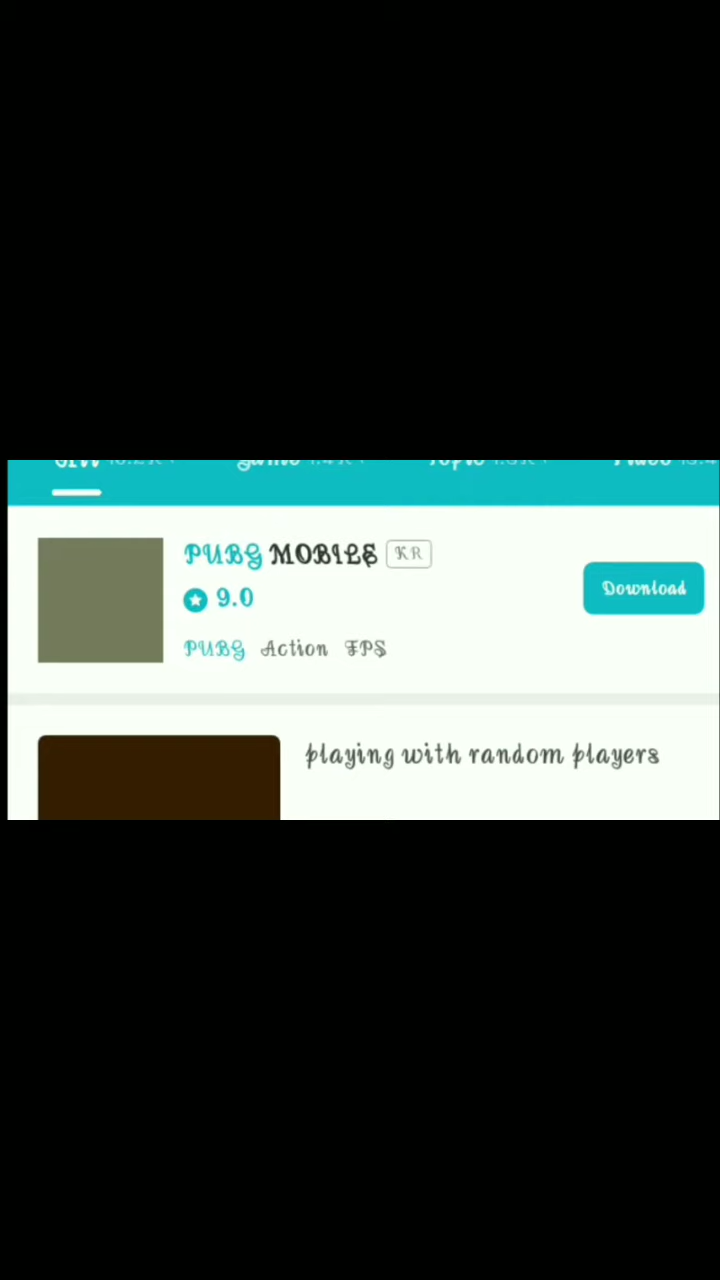 PUBG MOBILE KR
9.0
Download
PUBG Action FPS
playing with random players